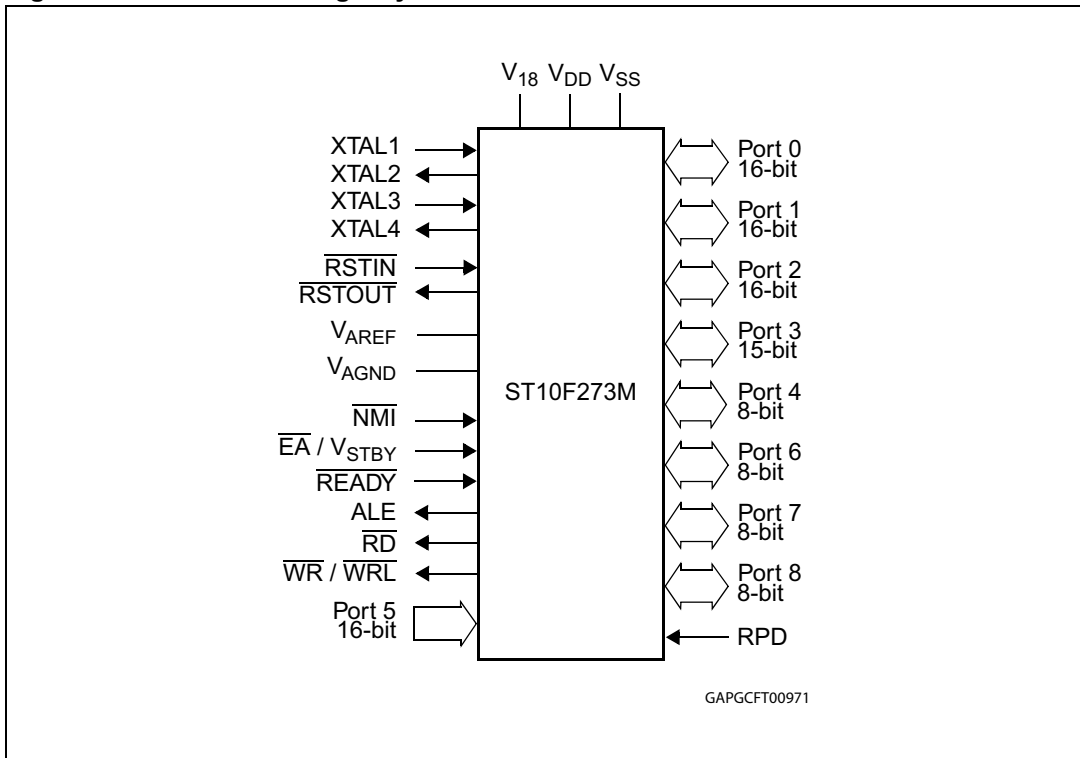 V18 VDD VSS
XTAL1
XTAL2
XTAL3
XTAL4
RSTIN
RSTOUT
VAREF
VAGND
NMI
EA / VSTBY
READY
ALE
RD
WR / WRL
Port 5
16-bit
ST10F273M
Port 0
16-bit
Port 1
16-bit
Port 2
16-bit
Port 3
15-bit
Port 4
8-bit
Port 6
8-bit
Port 7
8-bit
Port 8
8-bit
RPD
GAPGCFT00971